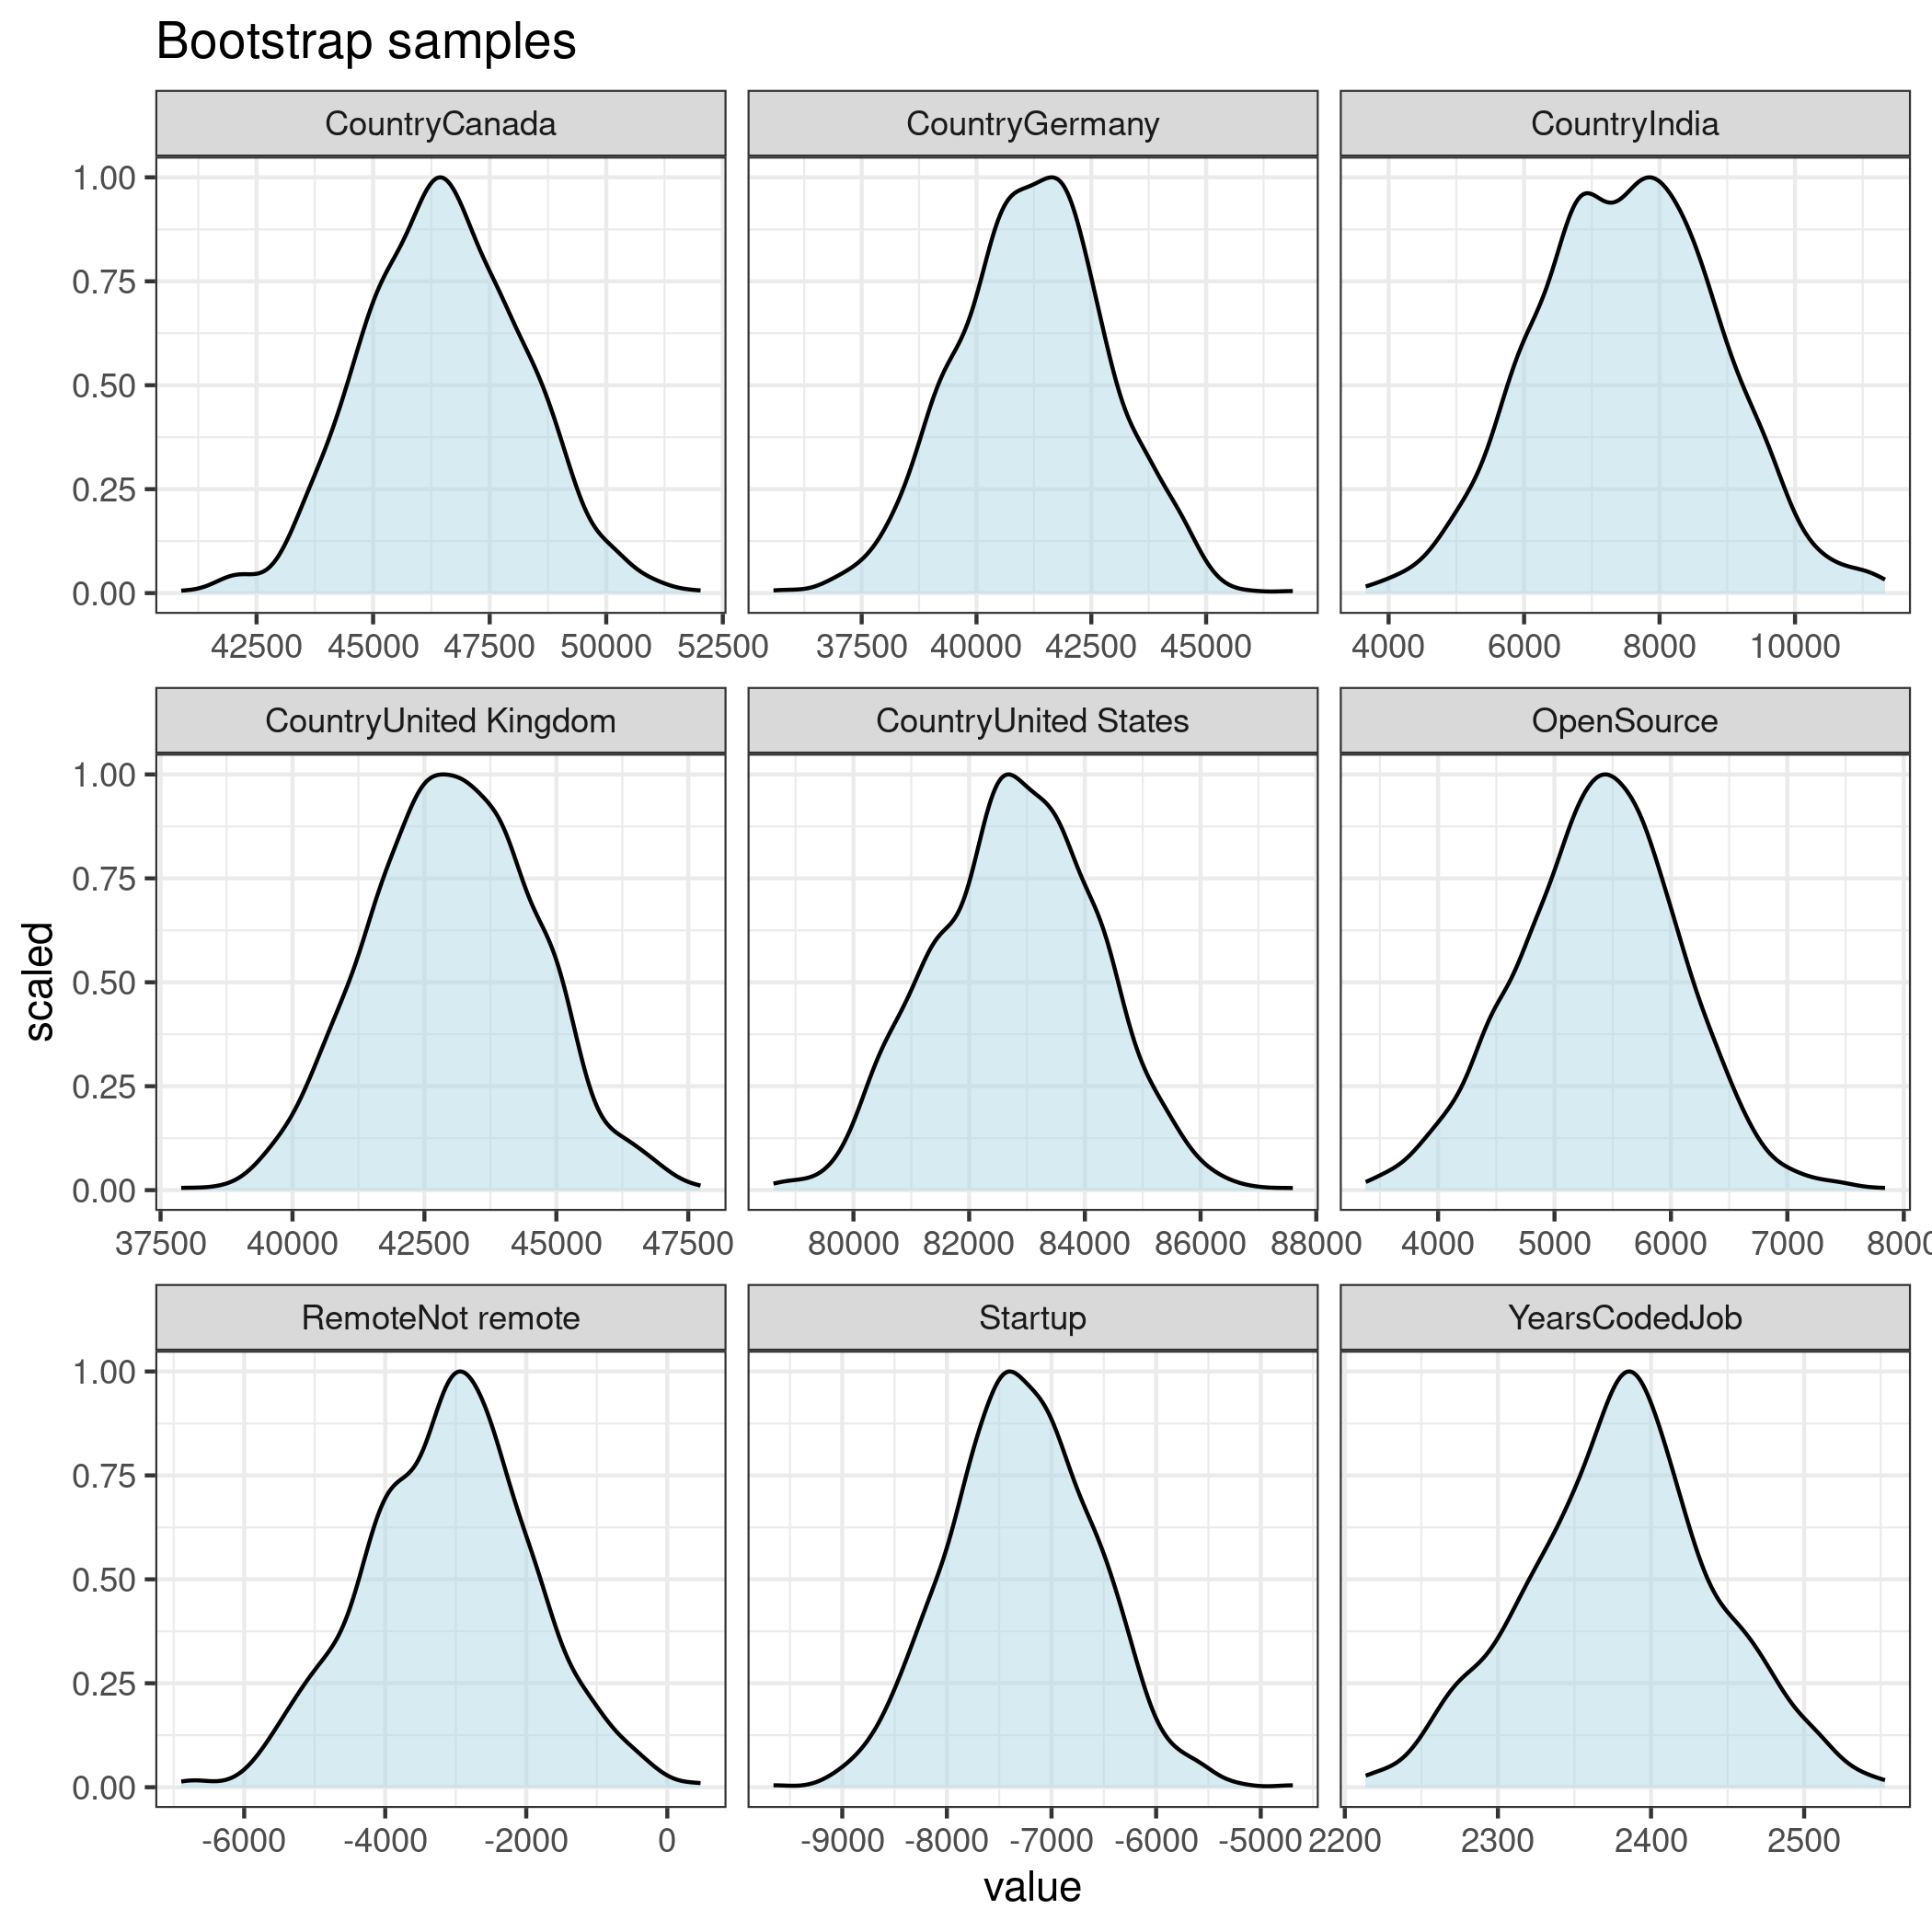 Bootstrap samples
CountryCanada CountryGermany CountryIndia
1.00
0.75
0.50
0.25
0.00
42500 45000 47500 50000 52500 37500 40000 42500 45000 4000 6000 8000 10000
CountryUnited Kingdom CountryUnited States OpenSource
1.00
0.75
0.50
0.25
0.00
scaled
37500 40000 42500 45000 47500 80000 82000 84000 86000 88000 4000 5000 6000 7000
RemoteNot remote Startup YearsCodedJob
1.00
0.75
0.50
0.25
0.00
-6000 -4000 -2000 0 -9000 -8000 -7000 -6000 -5000 2200 2300 2400 2500
value